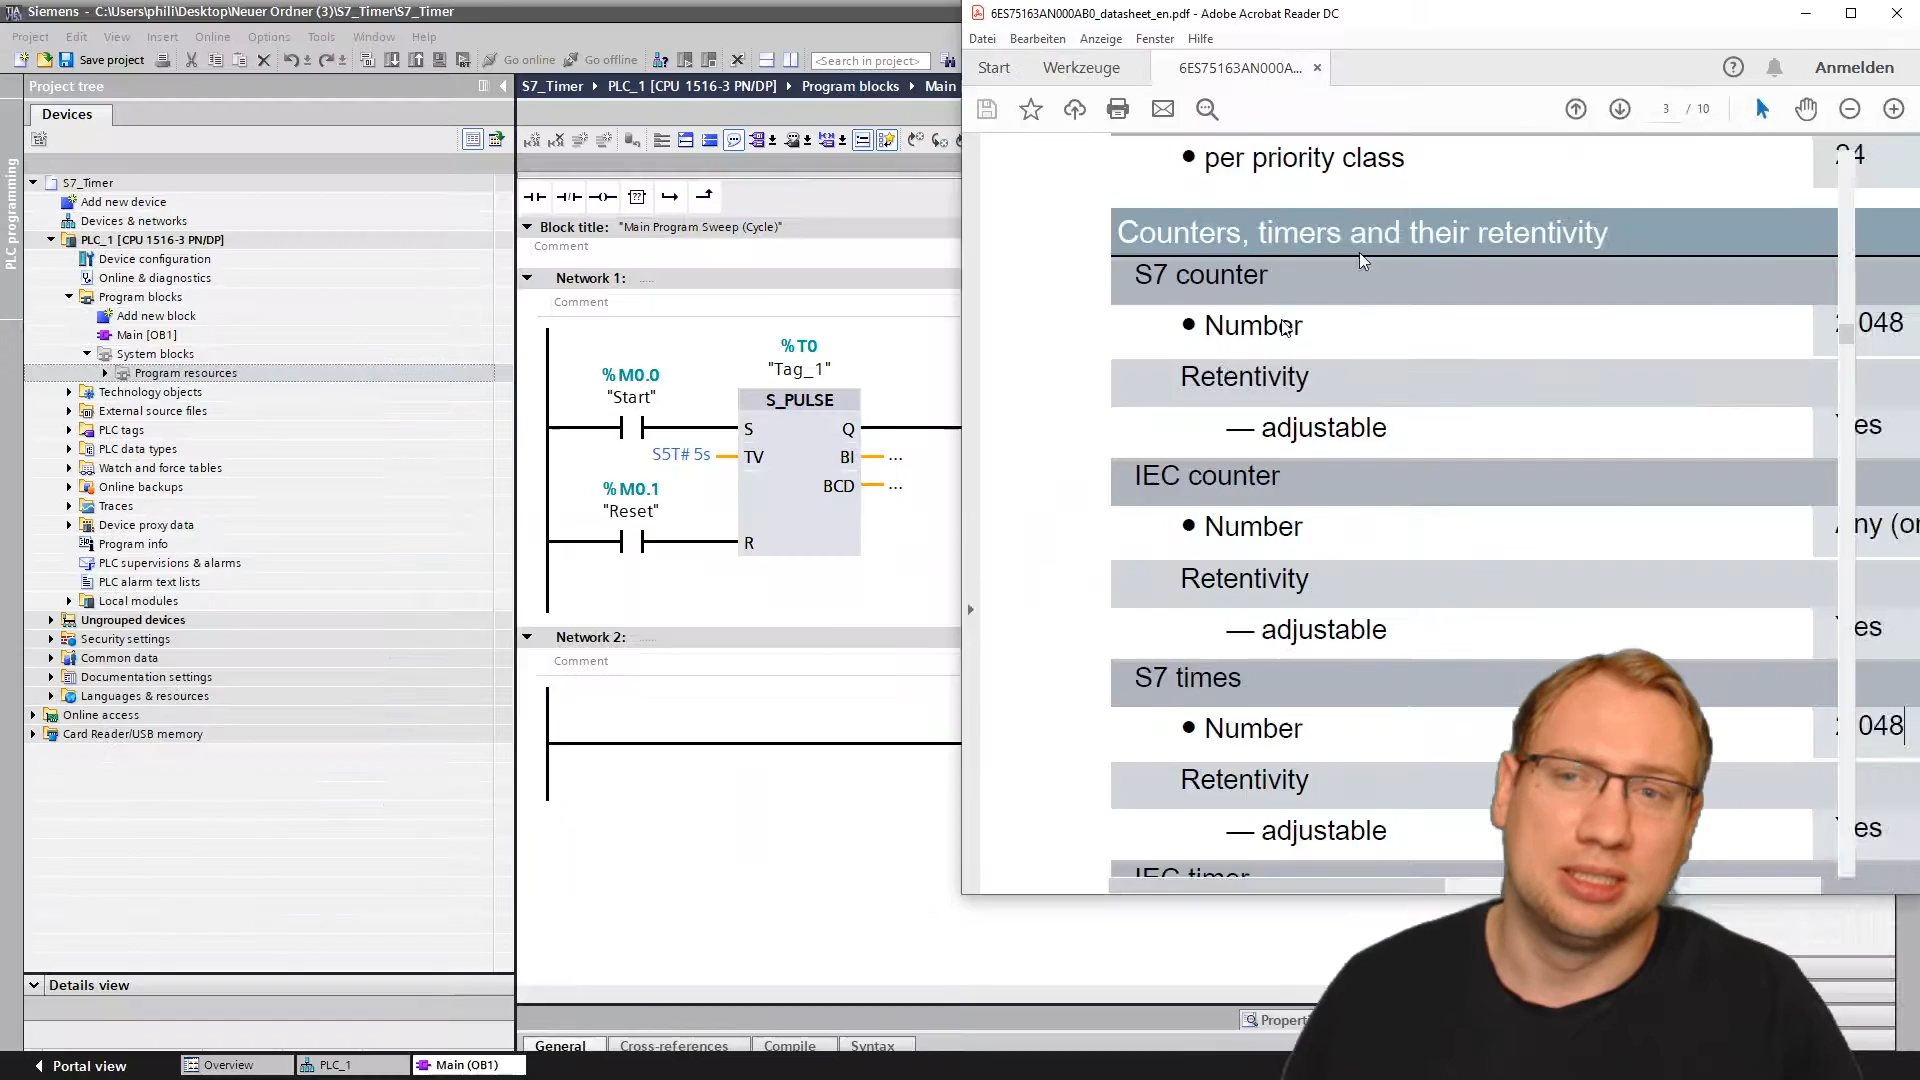 Siemens - C:\Users\phili\Desktop\Neuer Ordner (3)\S7_Timer\S7_Timer
Project Edit View Insert Online Options Tools Window Help
Save project
Go online
Go offline
<Search in project>
Project tree
Devices
PLC programming
S7_Timer
Add new device
Devices & networks
PLC_1 [CPU 1516-3 PN/DP]
Device configuration
Online & diagnostics
Program blocks
Add new block
Main [OB1]
System blocks
Program resources
Technology objects
External source files
PLC tags
PLC data types
Watch and force tables
Online backups
Traces
Device proxy data
Program info
PLC supervisions & alarms
PLC alarm text lists
Local modules
Ungrouped devices
Security settings
Common data
Documentation settings
Languages & resources
Online access
Card Reader/USB memory
Details view
S7_Timer PLC_1 [CPU 1516-3 PN/DP] Program blocks Main
??
Block title: "Main Program Sweep (Cycle)"
Comment
Network 1: .....
Comment
%T0
"Tag_1"
%M0.0
"Start"
S_PULSE
S Q
S5T# 5s TV BI ...
%M0.1 BCD ...
"Reset"
R
Network 2: ......
Comment
General Cross-references Compile Syntax
Portal view Overview PLC_1 Main (OB1)
6ES75163AN000AB0_datasheet_en.pdf - Adobe Acrobat Reader DC
Datei Bearbeiten Anzeige Fenster Hilfe
Start Werkzeuge 6ES75163AN000A... × Anmelden
3 / 10
• per priority class 24
Counters, timers and their retentivity
S7 counter
• Number 048
Retentivity
— adjustable es
IEC counter
• Number ny (or
Retentivity
— adjustable es
S7 times
• Number 048
Retentivity
— adjustable es
IEC timer
Properti